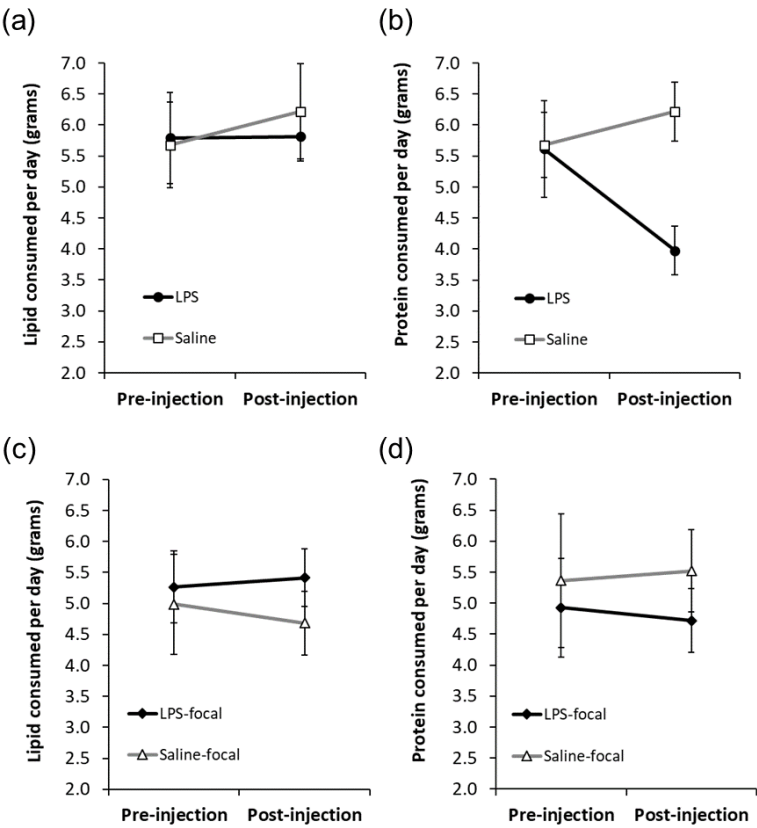 (a)
Lipid consumed per day (grams)
7.0
6.5
6.0
5.5
5.0
4.5
4.0
3.5
3.0
2.5
2.0
LPS
Saline
Pre-injection Post-injection
(b)
Protein consumed per day (grams)
7.0
6.5
6.0
5.5
5.0
4.5
4.0
3.5
3.0
2.5
2.0
LPS
Saline
Pre-injection Post-injection
(c)
Lipid consumed per day (grams)
7.0
6.5
6.0
5.5
5.0
4.5
4.0
3.5
3.0
2.5
2.0
LPS-focal
Saline-focal
Pre-injection Post-injection
(d)
Protein consumed per day (grams)
7.0
6.5
6.0
5.5
5.0
4.5
4.0
3.5
3.0
2.5
2.0
LPS-focal
Saline-focal
Pre-injection Post-injection